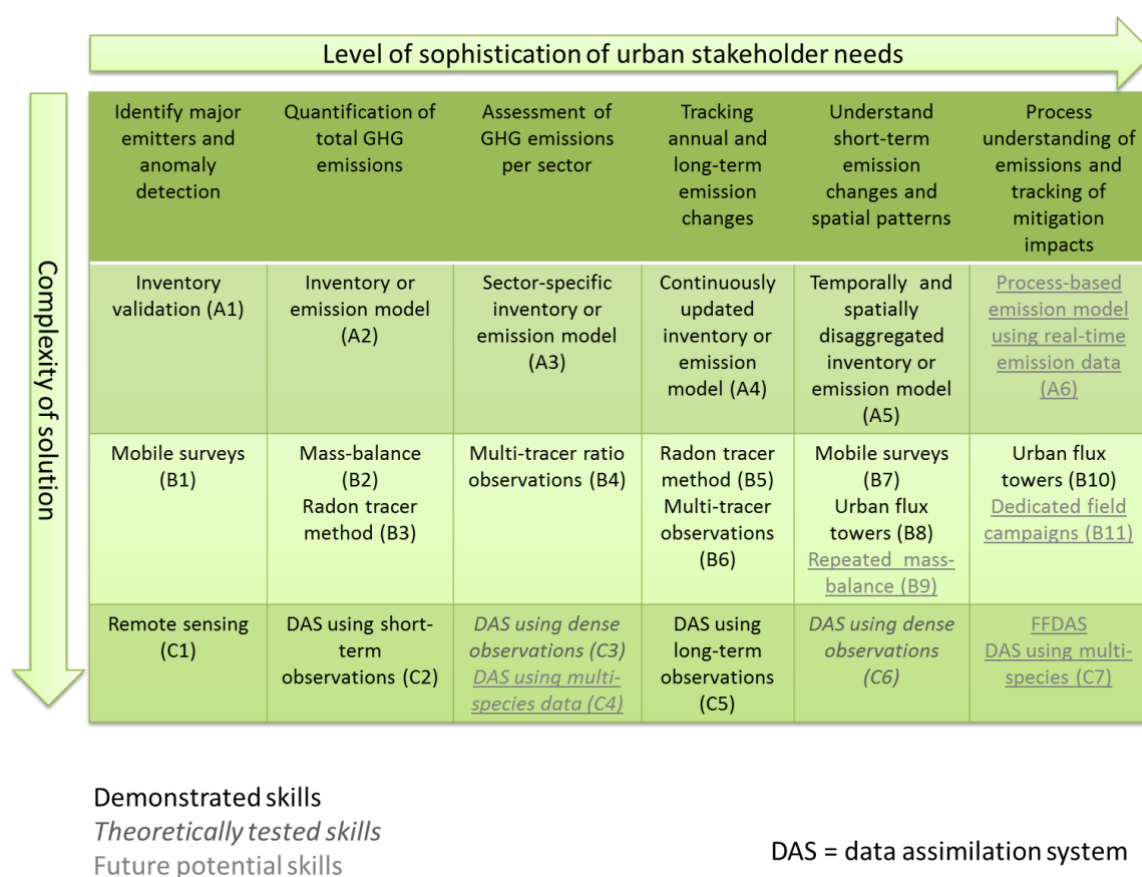 Level of sophistication of urban stakeholder needs
Complexity of solution
Identify major
emitters and
anomaly
detection
Quantification of
total GHG
emissions
Assessment of
GHG emissions
per sector
Tracking
annual and
long-term
emission
changes
Understand
short-term
emission
changes and
spatial patterns
Process
understanding of
emissions and
tracking of
mitigation
impacts
Inventory
validation (A1)
Inventory or
emission model
(A2)
Sector-specific
inventory or
emission model
(A3)
Continuously
updated
inventory or
emission
model (A4)
Temporally and
spatially
disaggregated
inventory or
emission model
(A5)
Process-based
emission model
using real-time
emission data
(A6)
Mobile surveys
(B1)
Mass-balance
(B2)
Radon tracer
method (B3)
Multi-tracer ratio
observations (B4)
Radon tracer
method (B5)
Multi-tracer
observations
(B6)
Mobile surveys
(B7)
Urban flux
towers (B8)
Repeated mass-
balance (B9)
Urban flux
towers (B10)
Dedicated field
campaigns (B11)
Remote sensing
(C1)
DAS using short-
term
observations (C2)
DAS using dense
observations (C3)
DAS using multi-
species data (C4)
DAS using
long-term
observations
(C5)
DAS using dense
observations
(C6)
FFDAS
DAS using multi-
species (C7)
Demonstrated skills
Theoretically tested skills
Future potential skills
DAS = data assimilation system